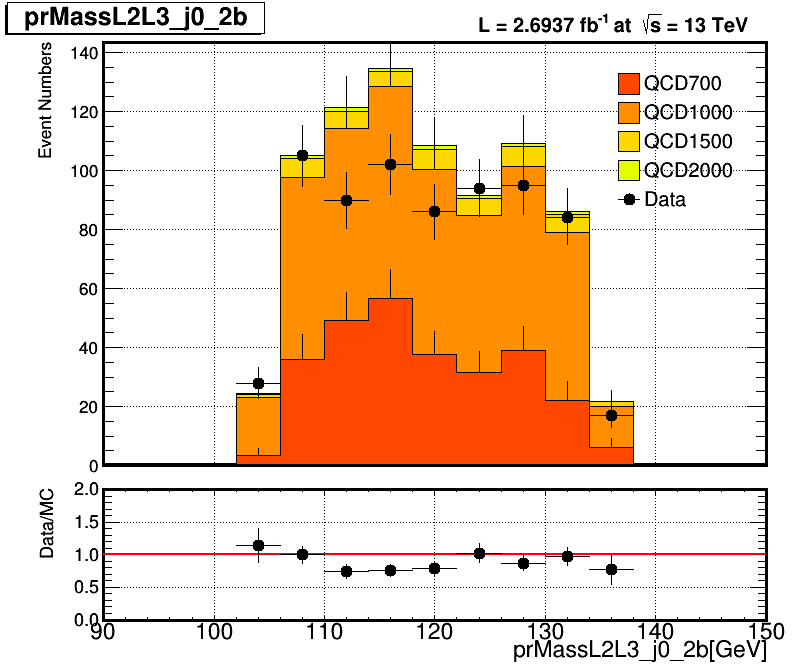 prMassL2L3_j0_2b
L = 2.6937 fb-1 at √s = 13 TeV
Event Numbers
140
120
100
80
60
40
20
0
QCD700
QCD1000
QCD1500
QCD2000
Data
Data/MC
2.0
1.5
1.0
0.5
0.0
90 100 110 120 130 140 150
prMassL2L3_j0_2b[GeV]